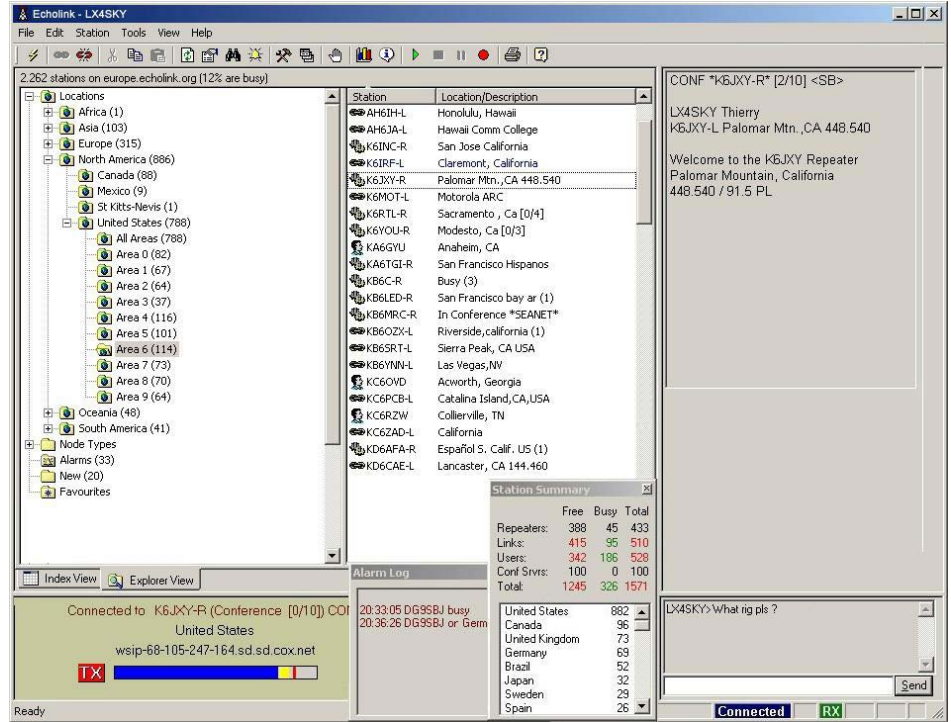 Echolink - LX4SKY
File Edit Station Tools View Help
2.262 stations on europe.echolink.org (12% are busy)
Locations
Africa (1)
Asia (103)
Europe (315)
North America (886)
Canada (88)
Mexico (9)
St Kitts-Nevis (1)
United States (788)
All Areas (788)
Area 0 (82)
Area 1 (67)
Area 2 (64)
Area 3 (37)
Area 4 (116)
Area 5 (101)
Area 6 (114)
Area 7 (73)
Area 8 (70)
Area 9 (64)
Oceania (48)
South America (41)
Node Types
Alarms (33)
New (20)
Favourites
Index View Explorer View
Station Location/Description
AH6IH-L Honolulu, Hawaii
AH6JA-L Hawaii Comm College
K6INC-R San Jose California
K6IRF-L Claremont, California
K6JXY-R Palomar Mtn.,CA 448.540
K6MOT-L Motorola ARC
K6RTL-R Sacramento , Ca [0/4]
K6YOU-R Modesto, Ca [0/3]
KA6GYU Anaheim, CA
KA6TGI-R San Francisco Hispanos
KB6C-R Busy (3)
KB6LED-R San Francisco bay ar (1)
KB6MRC-R In Conference *SEANET*
KB6OZX-L Riverside,california (1)
KB6SRT-L Sierra Peak, CA USA
KB6YNN-L Las Vegas,NV
KC6OVD Acworth, Georgia
KC6PCB-L Catalina Island,CA,USA
KC6RZW Collierville, TN
KC6ZAD-L California
KD6AFA-R Español S. Calif. US (1)
KD6CAE-L Lancaster, CA 144.460
CONF *K6JXY-R* [2/10] <SB>
LX4SKY Thierry
K6JXY-L Palomar Mtn.,CA 448.540
Welcome to the K6JXY Repeater
Palomar Mountain, California
448.540 / 91.5 PL
Station Summary
Free Busy Total
Repeaters: 388 45 433
Links: 415 95 510
Users: 342 186 528
Conf Srvrs: 100 0 100
Total: 1245 326 1571
United States 882
Canada 96
United Kingdom 73
Germany 69
Brazil 52
Japan 32
Sweden 29
Spain 26
Alarm Log
20:33:05 DG9SBJ busy
20:36:26 DG9SBJ or Germ
Connected to K6JXY-R (Conference [0/10]) CO
United States
wsip-68-105-247-164.sd.sd.cox.net
TX
LX4SKY> What rig pls ?
Send
Ready
Connected RX